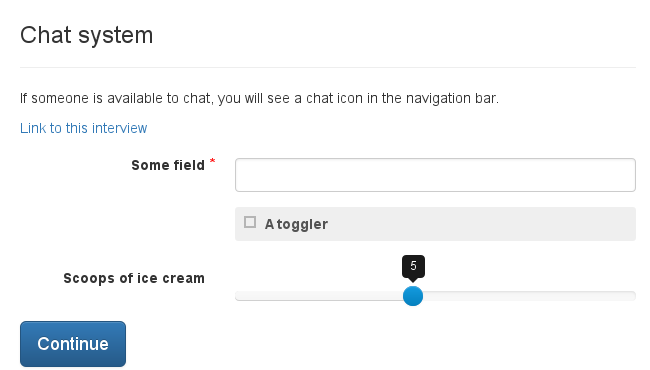 Chat system
If someone is available to chat, you will see a chat icon in the navigation bar.
Link to this interview
Some field *
A toggler
5
Scoops of ice cream
Continue